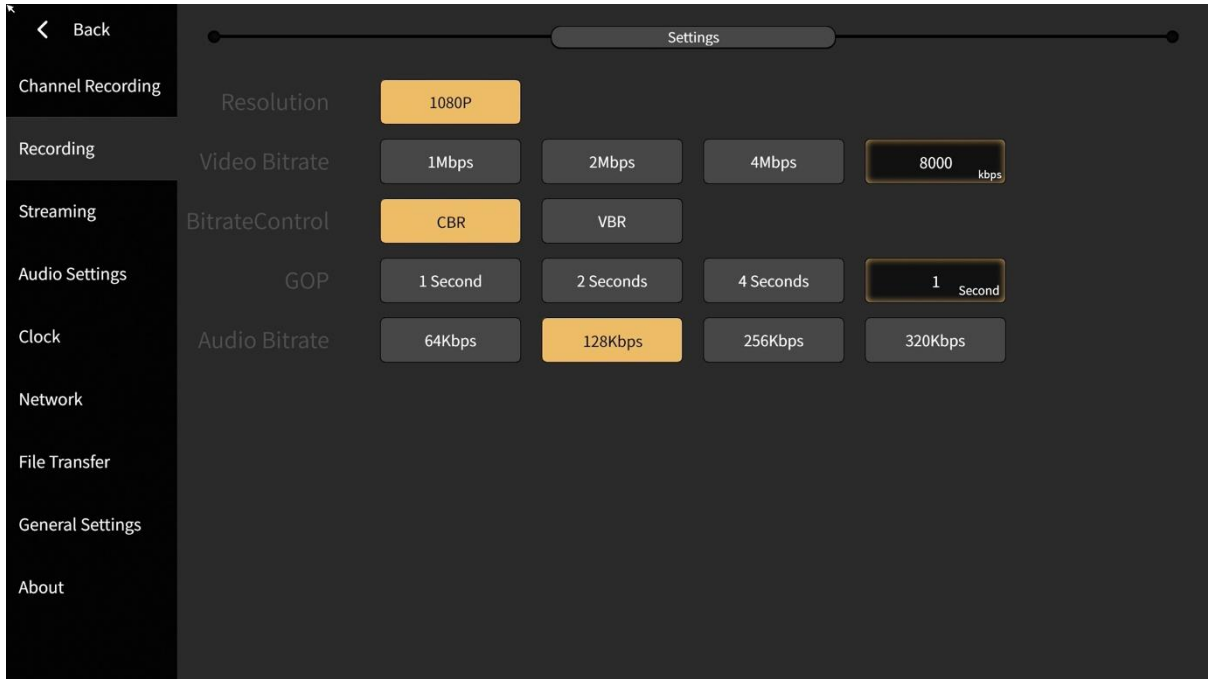 Back
Settings
Channel Recording
Recording
Streaming
Audio Settings
Clock
Network
File Transfer
General Settings
About
Resolution
1080P
Video Bitrate
1Mbps
2Mbps
4Mbps
8000 kbps
BitrateControl
CBR
VBR
GOP
1 Second
2 Seconds
4 Seconds
1 Second
Audio Bitrate
64Kbps
128Kbps
256Kbps
320Kbps